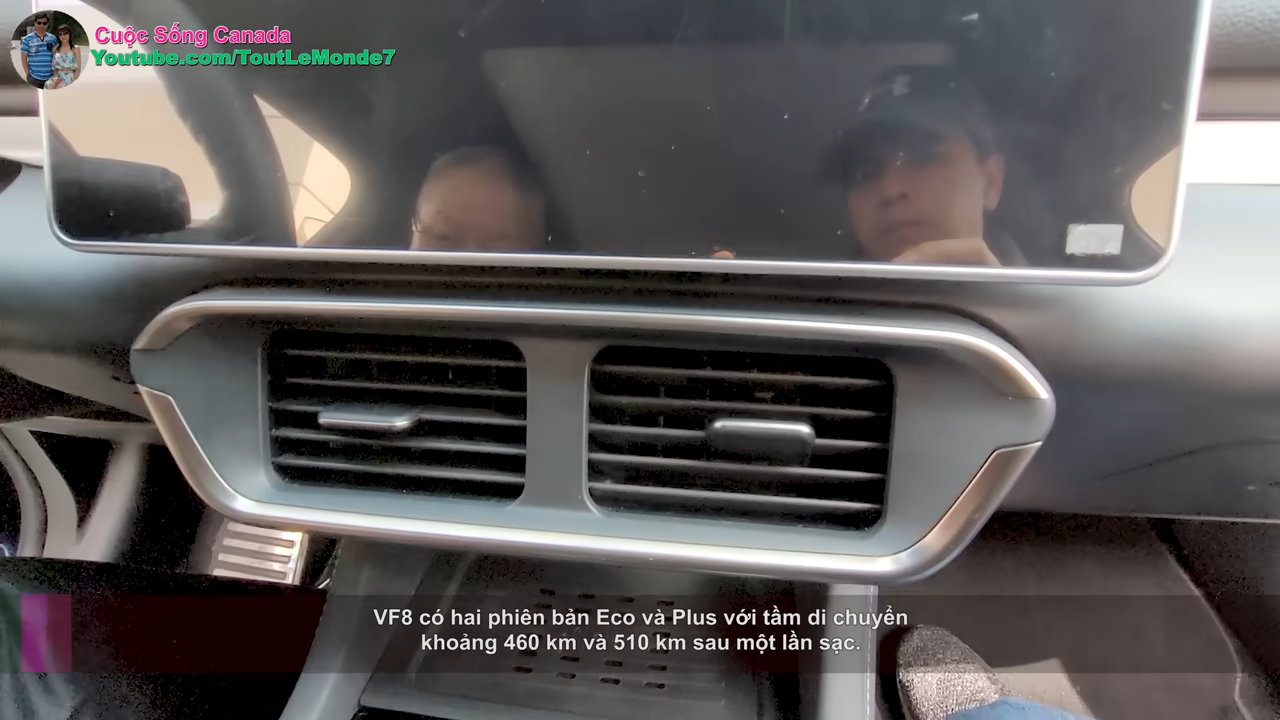 Cuộc Sống Canada
Youtube.com/ToutLeMonde7
VF8 có hai phiên bản Eco và Plus với tầm di chuyển
khoảng 460 km và 510 km sau một lần sạc.